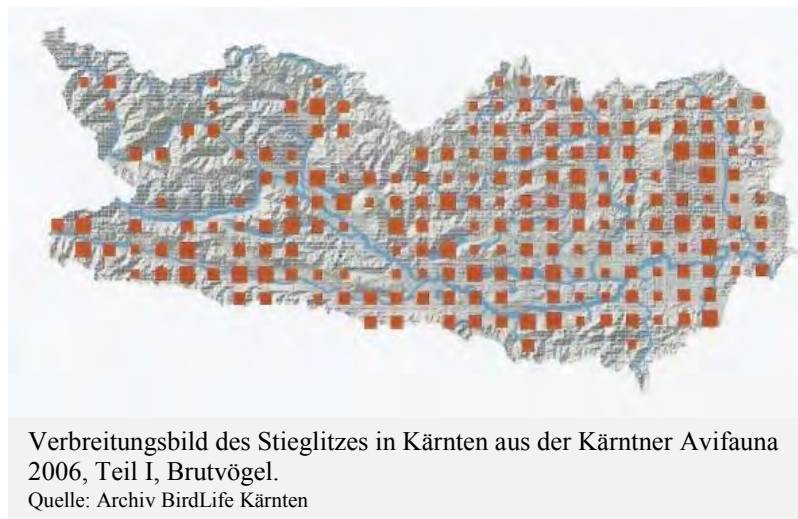 Verbreitungsbild des Stieglitzes in Kärnten aus der Kärntner Avifauna
2006, Teil I, Brutvögel.
Quelle: Archiv BirdLife Kärnten